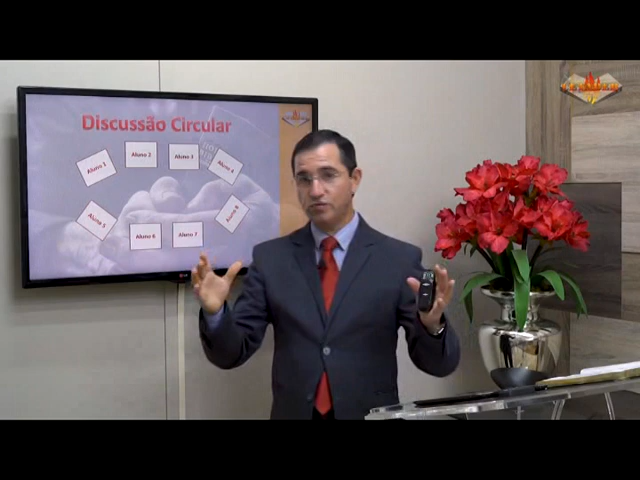 Discussão Circular
Aluno 1
Aluno 2
Aluno 3
Aluno 4
Aluno 5
Aluno 6
Aluno 7
Aluno 8